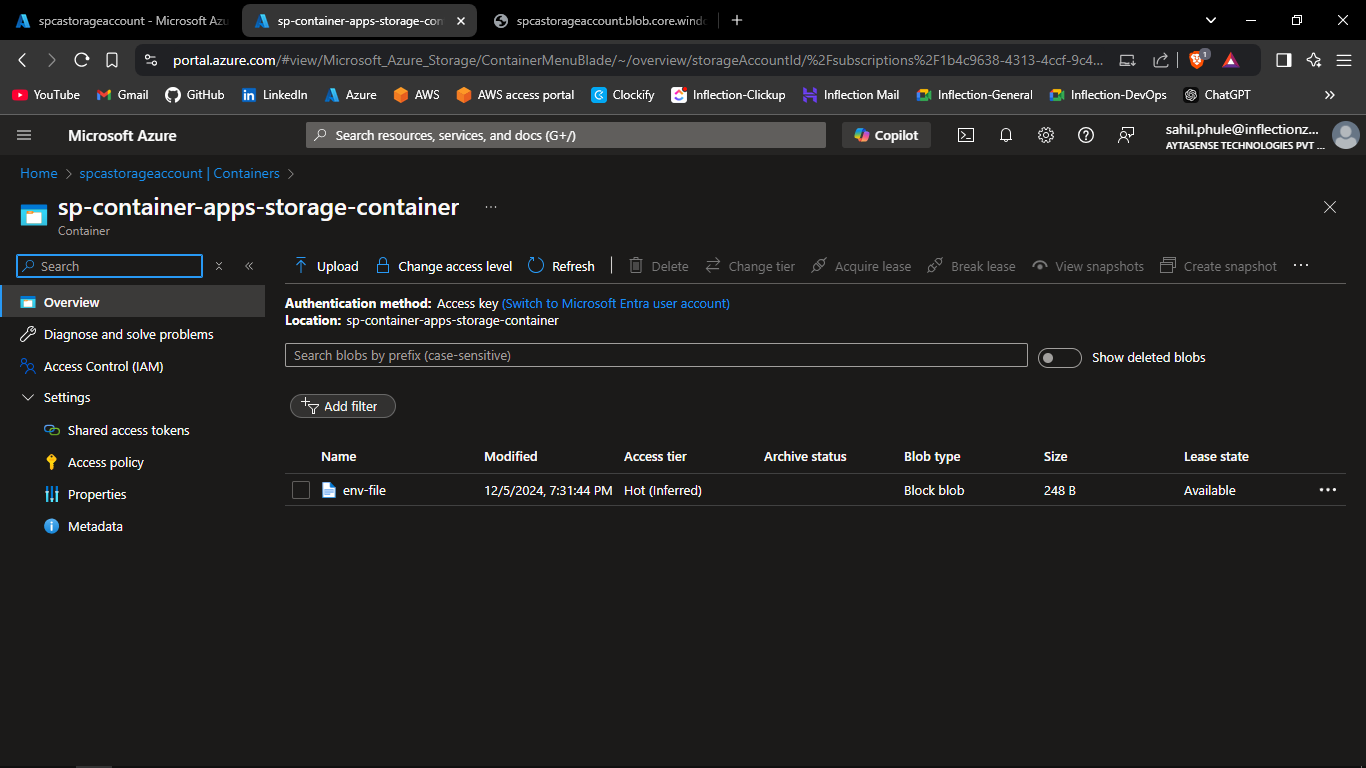 spcastorageaccount - Microsoft Azu
sp-container-apps-storage-con
spcastorageaccount.blob.core.wind
portal.azure.com/#view/Microsoft_Azure_Storage/ContainerMenuBlade/~/overview/storageAccountId/%2Fsubscriptions%2F1b4c9638-4313-4ccf-9c4...
1
YouTube
Gmail
GitHub
LinkedIn
Azure
AWS
AWS access portal
Clockify
Inflection-Clickup
Inflection Mail
Inflection-General
Inflection-DevOps
ChatGPT
Microsoft Azure
Search resources, services, and docs (G+/)
Copilot
sahil.phule@inflectionz...
AYTASENSE TECHNOLOGIES PVT ...
Home > spcastorageaccount | Containers >
sp-container-apps-storage-container ...
Container
Search
Upload
Change access level
Refresh
Delete
Change tier
Acquire lease
Break lease
View snapshots
Create snapshot
...
Overview
Diagnose and solve problems
Access Control (IAM)
Settings
Shared access tokens
Access policy
Properties
Metadata
Authentication method: Access key (Switch to Microsoft Entra user account)
Location: sp-container-apps-storage-container
Search blobs by prefix (case-sensitive)
Show deleted blobs
Add filter
Name Modified Access tier Archive status Blob type Size Lease state
env-file 12/5/2024, 7:31:44 PM Hot (Inferred) Block blob 248 B Available ...